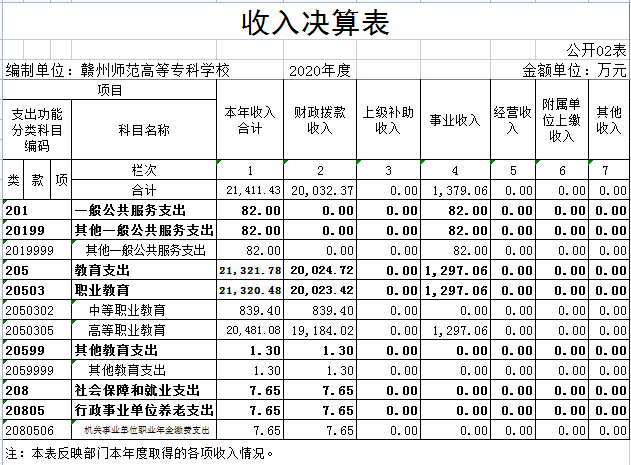 收入决算表
公开02表
编制单位：赣州师范高等专科学校 2020年度 金额单位：万元
项目 本年收入合计 财政拨款收入 上级补助收入 事业收入 经营收入 附属单位上缴收入 其他收入
支出功能分类科目编码 科目名称
类 款 项 栏次 1 2 3 4 5 6 7
合计 21,411.43 20,032.37 0.00 1,379.06 0.00 0.00 0.00
201 一般公共服务支出 82.00 0.00 0.00 82.00 0.00 0.00 0.00
20199 其他一般公共服务支出 82.00 0.00 0.00 82.00 0.00 0.00 0.00
2019999 其他一般公共服务支出 82.00 0.00 0.00 82.00 0.00 0.00 0.00
205 教育支出 21,321.78 20,024.72 0.00 1,297.06 0.00 0.00 0.00
20503 职业教育 21,320.48 20,023.42 0.00 1,297.06 0.00 0.00 0.00
2050302 中等职业教育 839.40 839.40 0.00 0.00 0.00 0.00 0.00
2050305 高等职业教育 20,481.08 19,184.02 0.00 1,297.06 0.00 0.00 0.00
20599 其他教育支出 1.30 1.30 0.00 0.00 0.00 0.00 0.00
2059999 其他教育支出 1.30 1.30 0.00 0.00 0.00 0.00 0.00
208 社会保障和就业支出 7.65 7.65 0.00 0.00 0.00 0.00 0.00
20805 行政事业单位养老支出 7.65 7.65 0.00 0.00 0.00 0.00 0.00
2080506 机关事业单位职业年金缴费支出 7.65 7.65 0.00 0.00 0.00 0.00 0.00
注：本表反映部门本年度取得的各项收入情况。